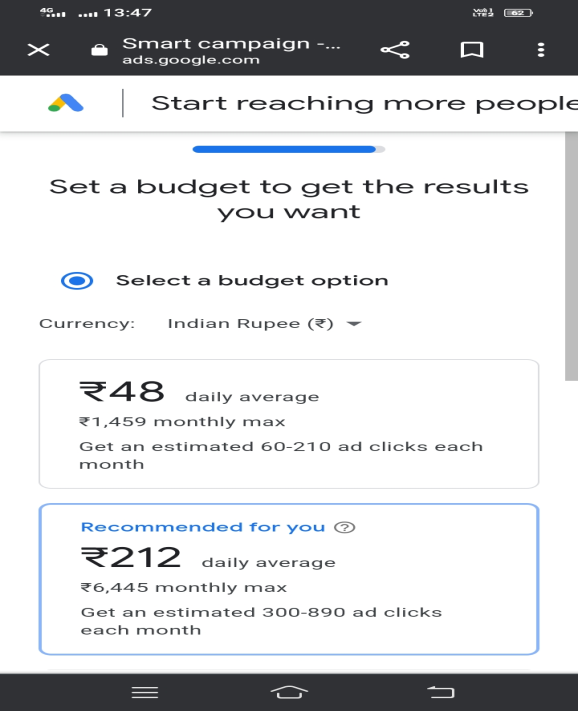 4G 13:47
VoB 1
LTE2 62
Smart campaign -...
ads.google.com
Start reaching more people
Set a budget to get the results
you want
Select a budget option
Currency: Indian Rupee (₹)
₹48 daily average
₹1,459 monthly max
Get an estimated 60-210 ad clicks each
month
Recommended for you ?
₹212 daily average
₹6,445 monthly max
Get an estimated 300-890 ad clicks
each month